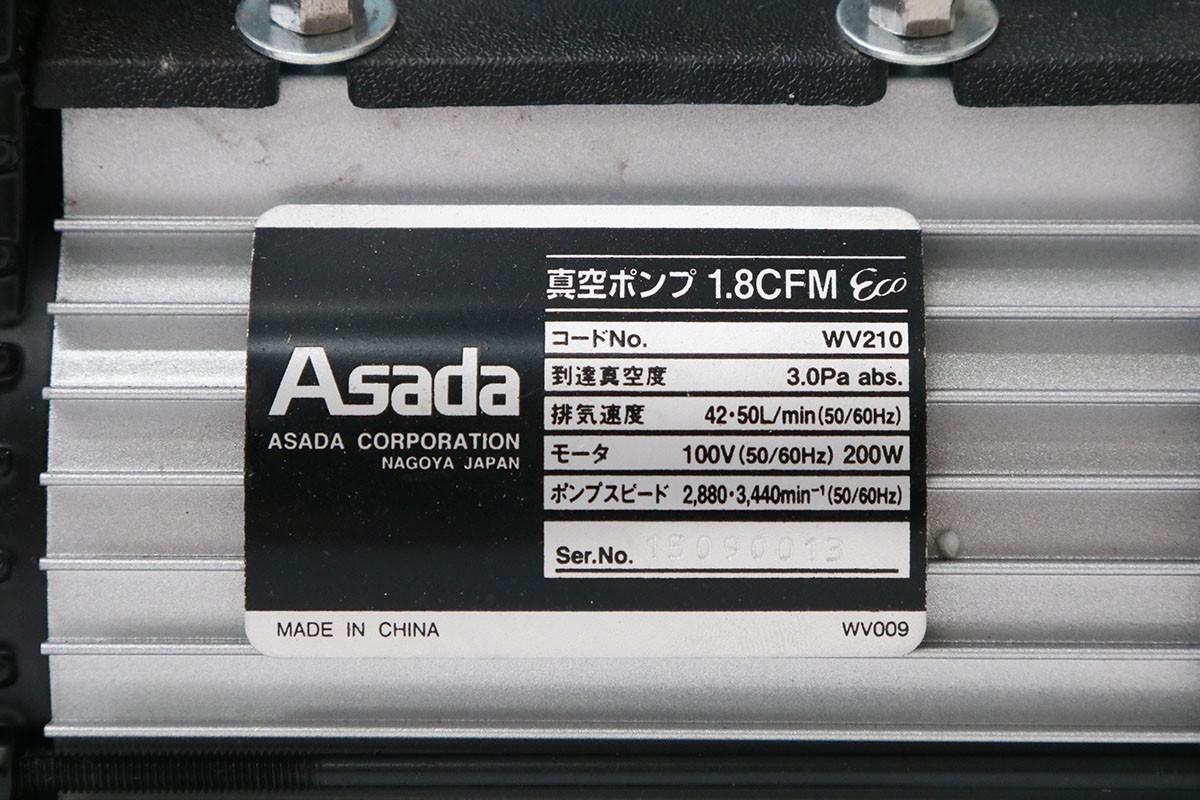 Asada
ASADA CORPORATION
NAGOYA JAPAN
真空ポンプ 1.8CFM Eco
コードNo. WV210
到達真空度 3.0Pa abs.
排気速度 42・50L/min(50/60Hz)
モータ 100V(50/60Hz) 200W
ポンプスピード 2,880・3,440min⁻¹(50/60Hz)
Ser.No. 15090013
MADE IN CHINA WV009